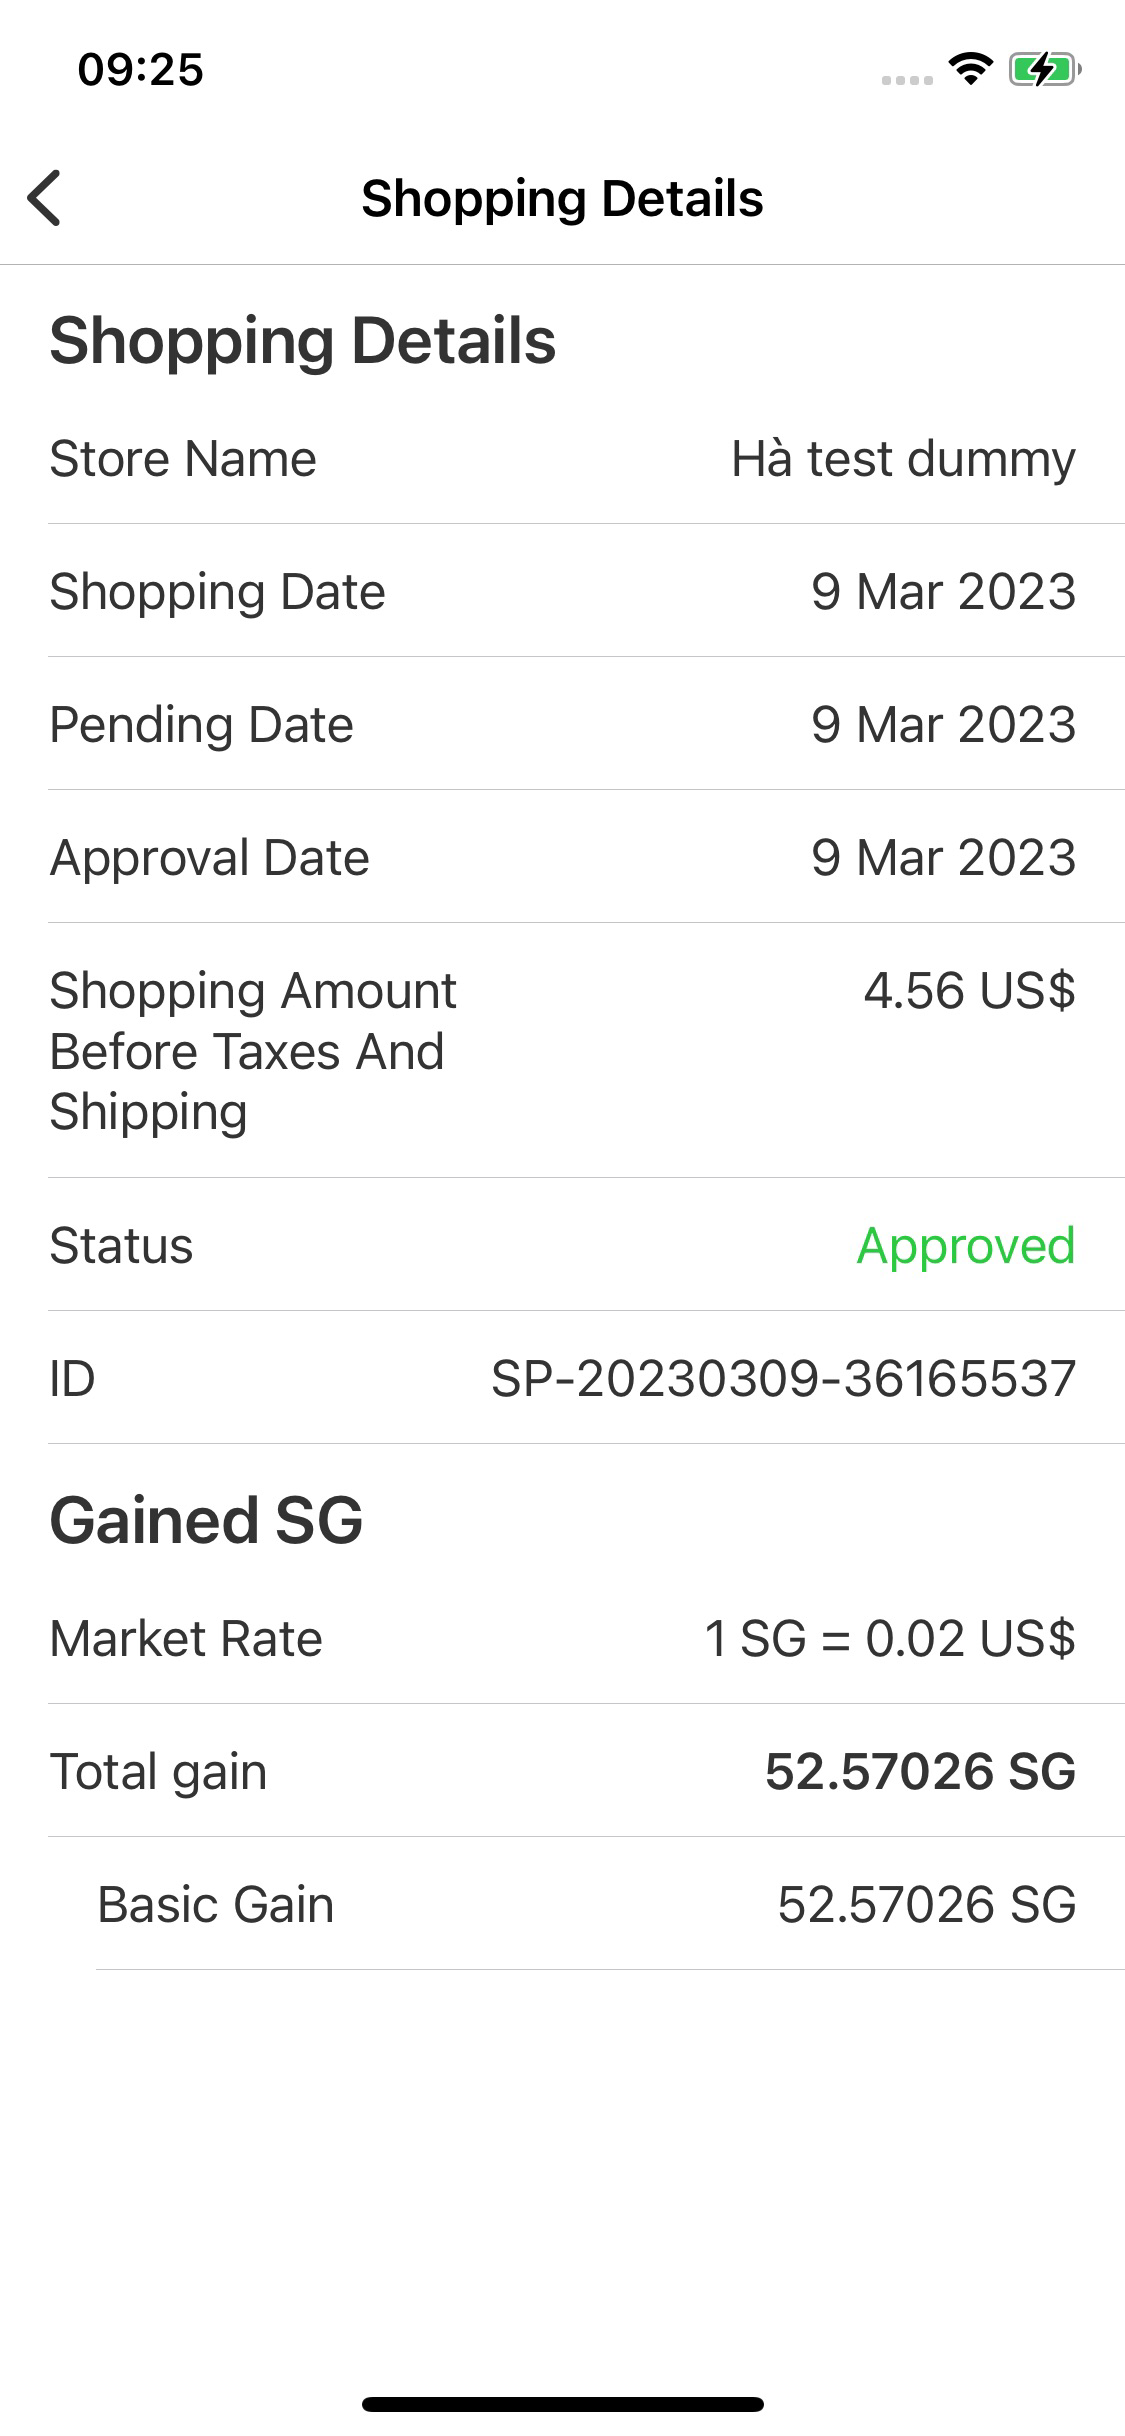 09:25
Shopping Details
Shopping Details
Store Name Hà test dummy
Shopping Date 9 Mar 2023
Pending Date 9 Mar 2023
Approval Date 9 Mar 2023
Shopping Amount 4.56 US$
Before Taxes And
Shipping
Status Approved
ID SP-20230309-36165537
Gained SG
Market Rate 1 SG = 0.02 US$
Total gain 52.57026 SG
Basic Gain 52.57026 SG